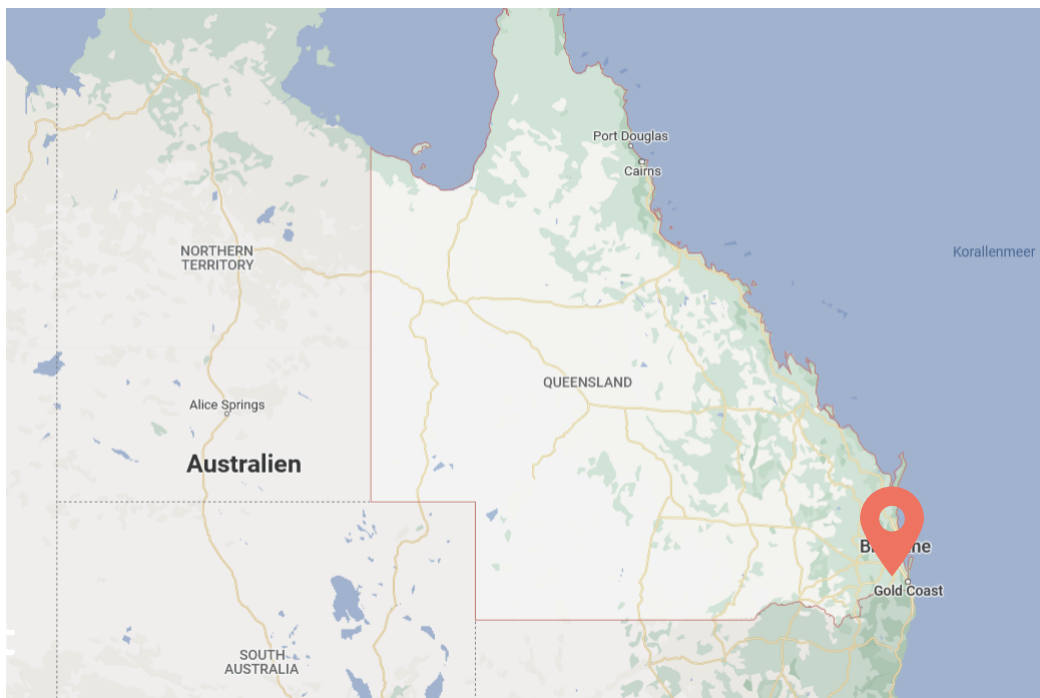 Port Douglas
Cairns
NORTHERN
TERRITORY
Korallenmeer
QUEENSLAND
Alice Springs
Australien
Gold Coast
SOUTH
AUSTRALIA